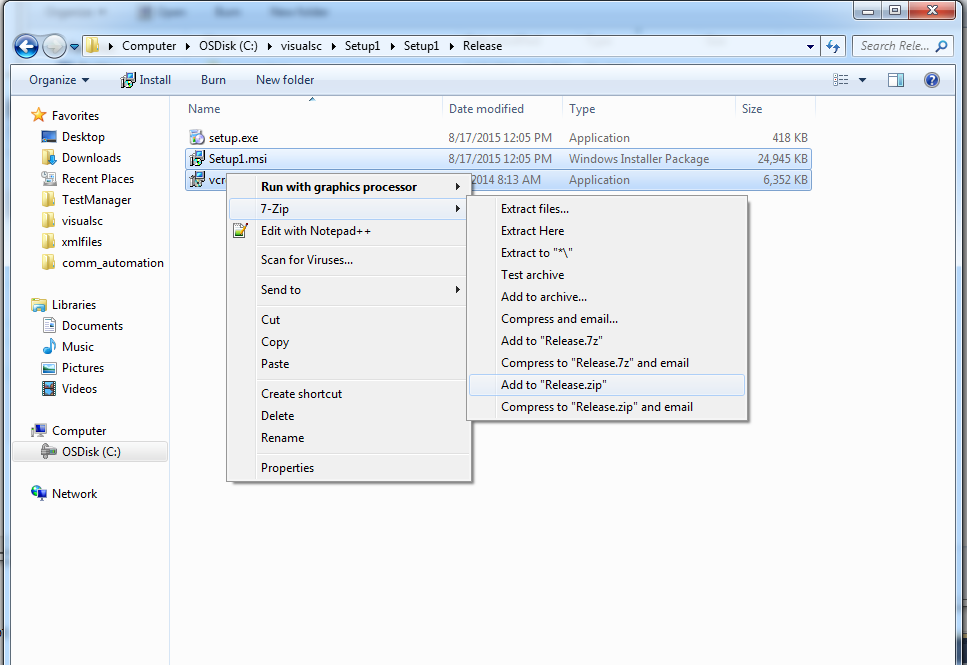 Computer ▸ OSDisk (C:) ▸ visualsc ▸ Setup1 ▸ Setup1 ▸ Release
Search Rele...
Organize Install Burn New folder
Name Date modified Type Size
Favorites
Desktop
Downloads
Recent Places
TestManager
visualsc
xmlfiles
comm_automation
Libraries
Documents
Music
Pictures
Videos
Computer
OSDisk (C:)
Network
setup.exe 8/17/2015 12:05 PM Application 418 KB
Setup1.msi 8/17/2015 12:05 PM Windows Installer Package 24,945 KB
vcr 2014 8:13 AM Application 6,352 KB
Run with graphics processor
7-Zip
Edit with Notepad++
Scan for Viruses...
Send to
Cut
Copy
Paste
Create shortcut
Delete
Rename
Properties
Extract files...
Extract Here
Extract to "*\"
Test archive
Add to archive...
Compress and email...
Add to "Release.7z"
Compress to "Release.7z" and email
Add to "Release.zip"
Compress to "Release.zip" and email